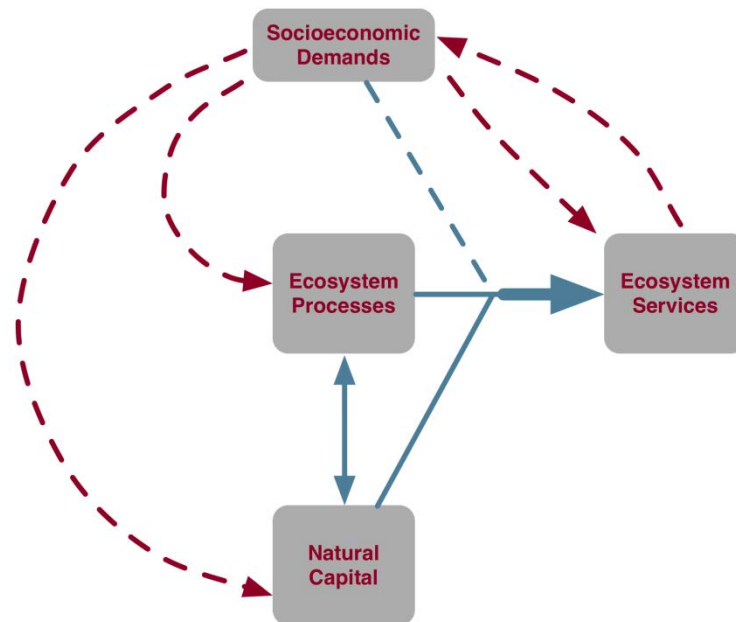 Socioeconomic
Demands
Ecosystem
Processes
Ecosystem
Services
Natural
Capital